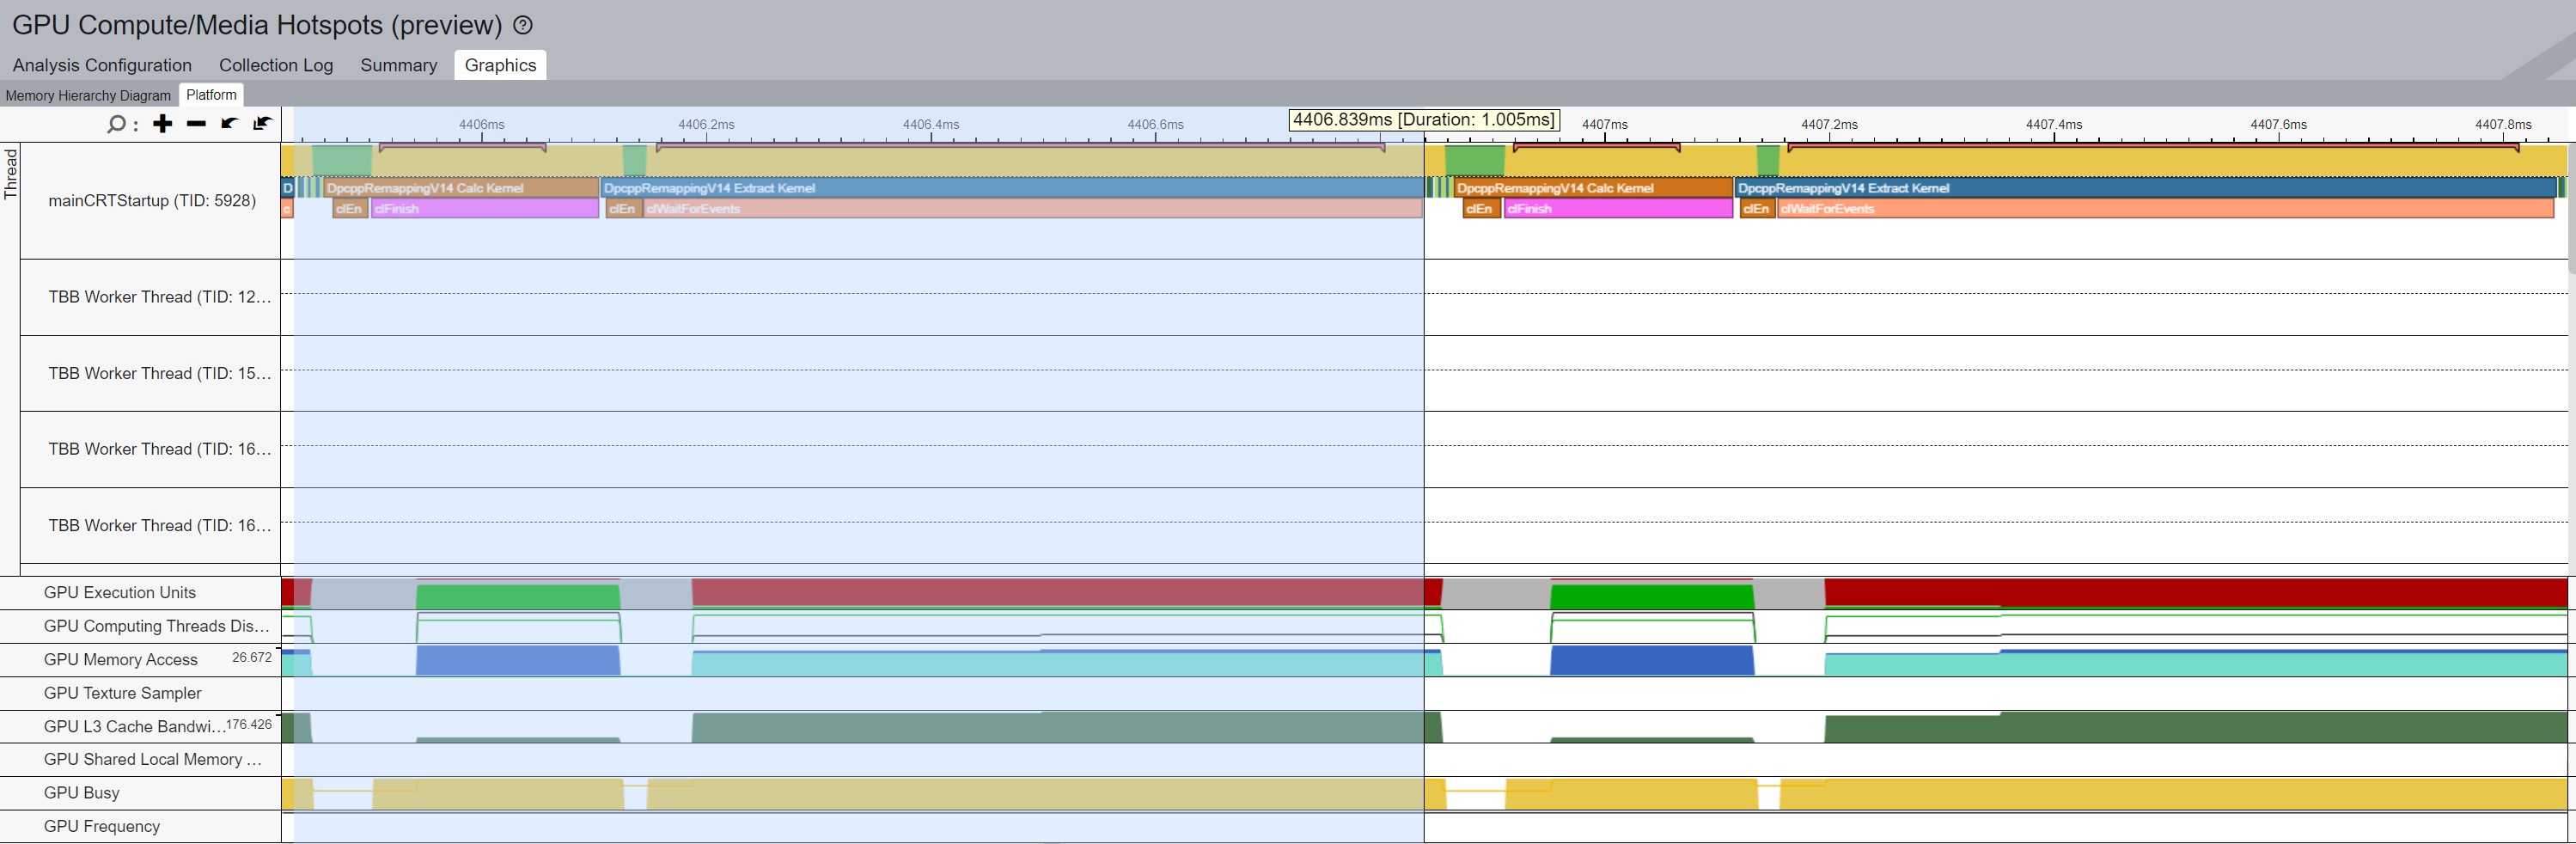 GPU Compute/Media Hotspots (preview) ?
Analysis Configuration Collection Log Summary Graphics
Memory Hierarchy Diagram Platform
4406ms 4406.2ms 4406.4ms 4406.6ms 4406.839ms [Duration: 1.005ms] 4407ms 4407.2ms 4407.4ms 4407.6ms 4407.8ms
Thread
mainCRTStartup (TID: 5928)
D DpcppRemappingV14 Calc Kernel DpcppRemappingV14 Extract Kernel DpcppRemappingV14 Calc Kernel DpcppRemappingV14 Extract Kernel
c clEn clFinish clEn clWaitForEvents clEn clFinish clEn clWaitForEvents
TBB Worker Thread (TID: 12...
TBB Worker Thread (TID: 15...
TBB Worker Thread (TID: 16...
TBB Worker Thread (TID: 16...
GPU Execution Units
GPU Computing Threads Dis...
GPU Memory Access 26.672
GPU Texture Sampler
GPU L3 Cache Bandwi... 176.426
GPU Shared Local Memory ...
GPU Busy
GPU Frequency